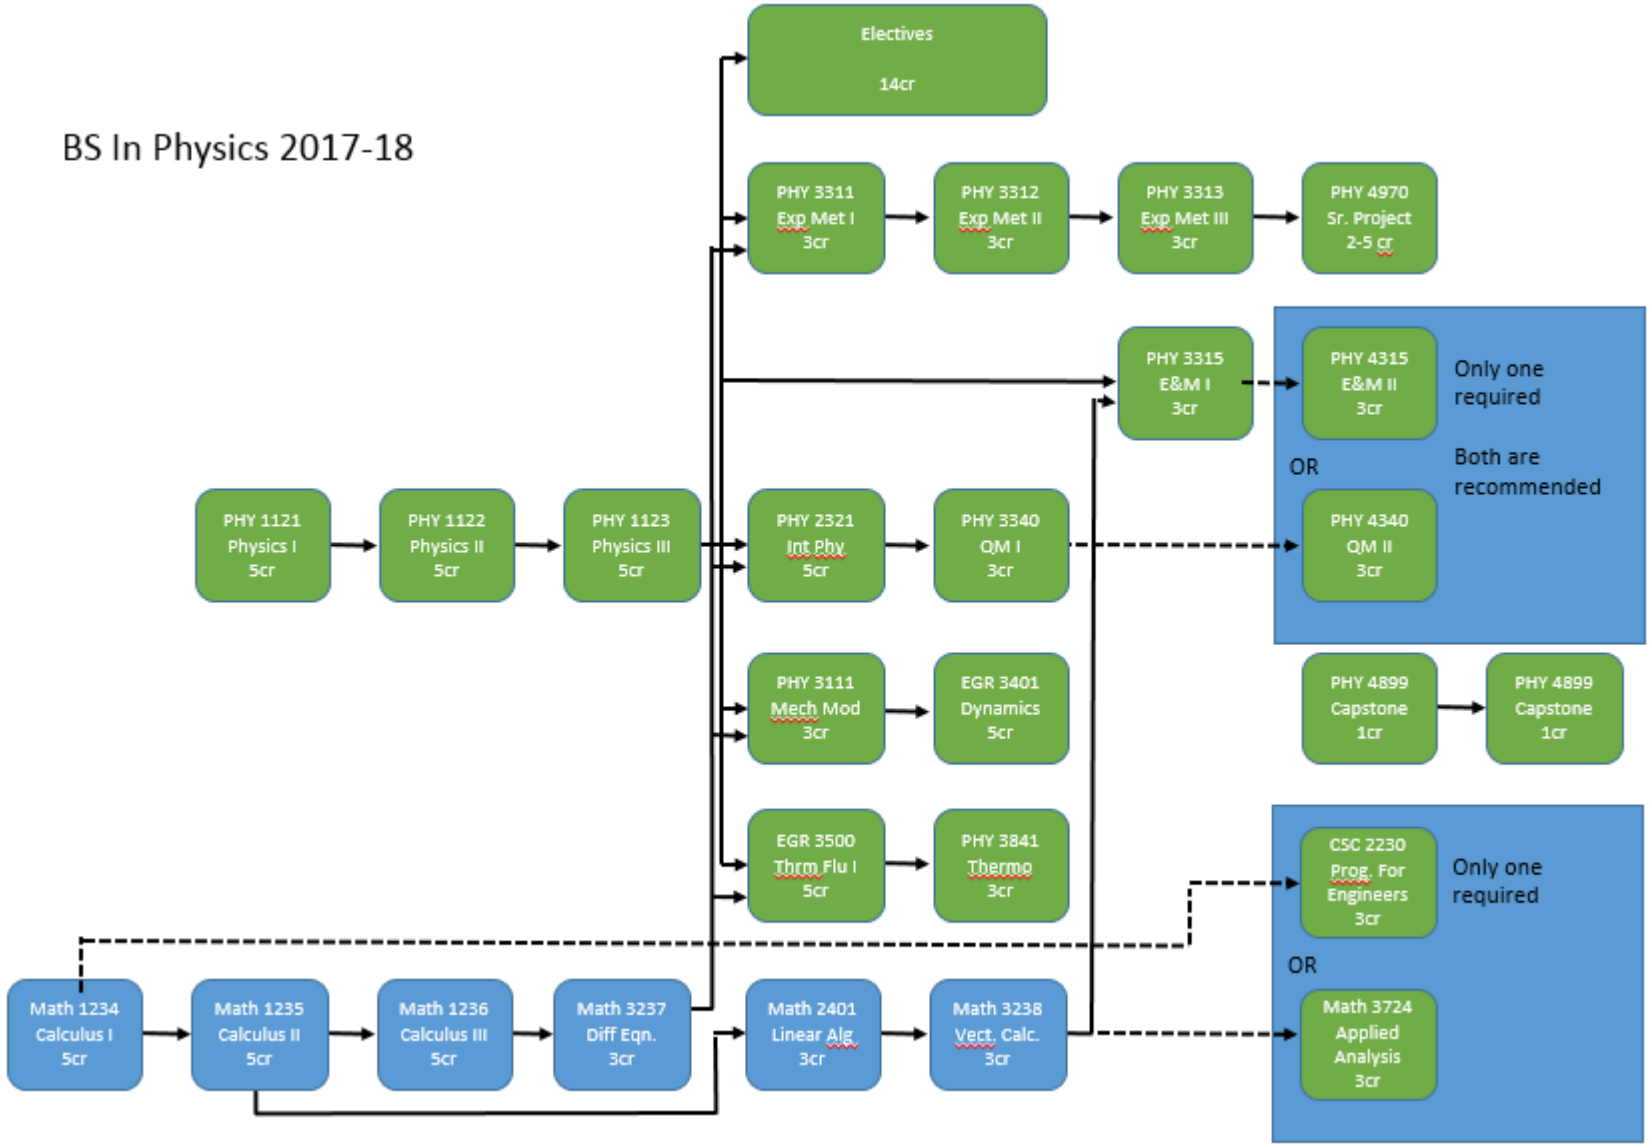 Electives
14cr
BS In Physics 2017-18
PHY 3311
Exp Met I
3cr
PHY 3312
Exp Met II
3cr
PHY 3313
Exp Met III
3cr
PHY 4970
Sr. Project
2-5 cr
PHY 3315
E&M I
3cr
PHY 4315
E&M II
3cr
Only one
required
OR
Both are
recommended
PHY 1121
Physics I
5cr
PHY 1122
Physics II
5cr
PHY 1123
Physics III
5cr
PHY 2321
Int Phy
5cr
PHY 3340
QM I
3cr
PHY 4340
QM II
3cr
PHY 3111
Mech Mod
3cr
EGR 3401
Dynamics
5cr
PHY 4899
Capstone
1cr
PHY 4899
Capstone
1cr
EGR 3500
Thrm Flu I
5cr
PHY 3841
Thermo
3cr
CSC 2230
Prog. For
Engineers
3cr
Only one
required
OR
Math 1234
Calculus I
5cr
Math 1235
Calculus II
5cr
Math 1236
Calculus III
5cr
Math 3237
Diff Eqn.
3cr
Math 2401
Linear Alg.
3cr
Math 3238
Vect. Calc.
3cr
Math 3724
Applied
Analysis
3cr